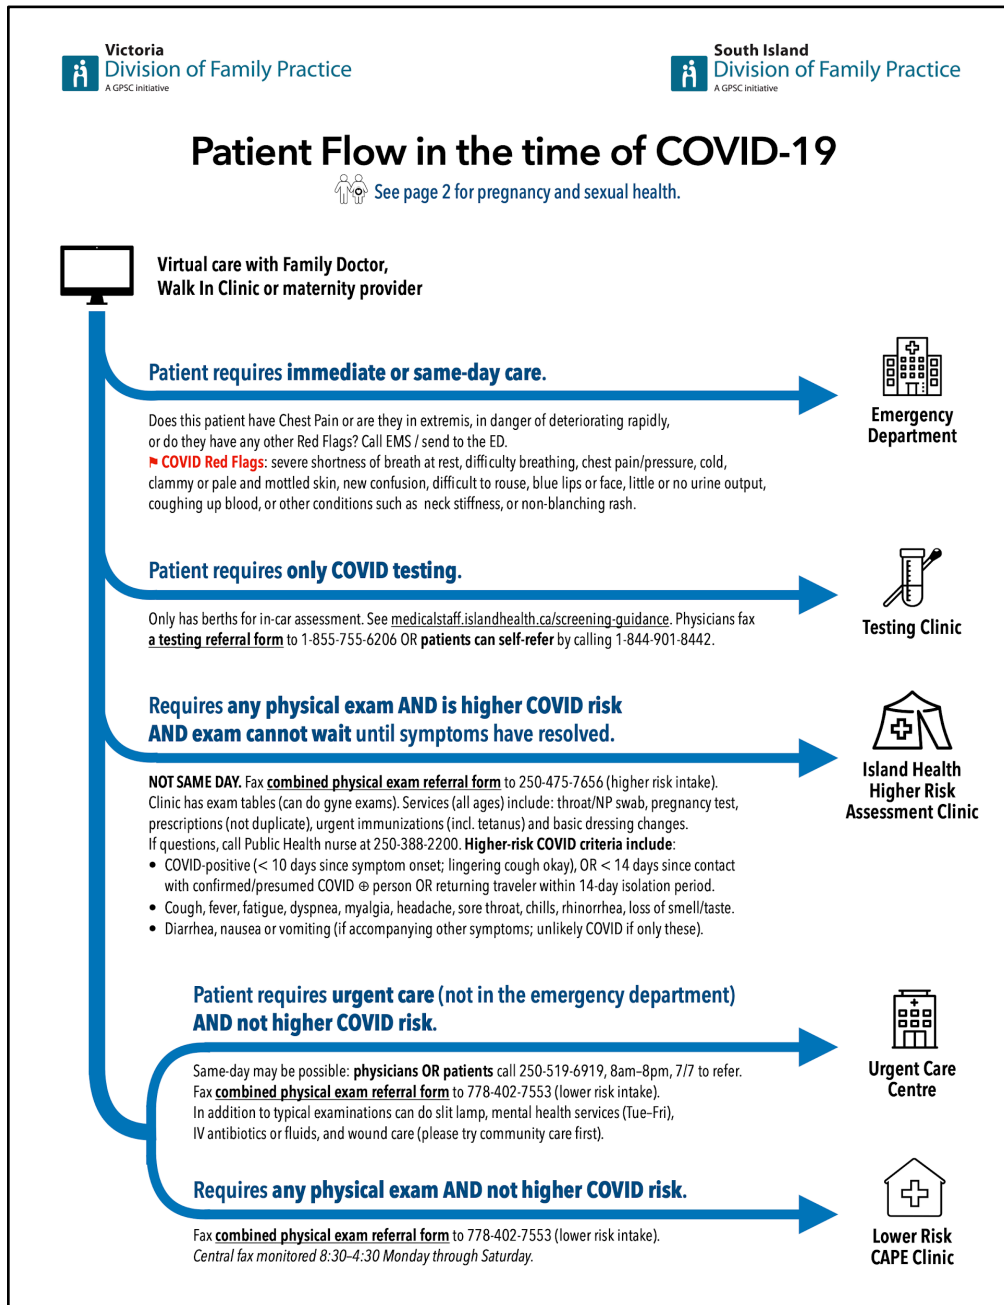 Victoria
Division of Family Practice
A GPSC initiative
South Island
Division of Family Practice
A GPSC initiative
Patient Flow in the time of COVID-19
See page 2 for pregnancy and sexual health.
Virtual care with Family Doctor,
Walk In Clinic or maternity provider
Patient requires immediate or same-day care.
Does this patient have Chest Pain or are they in extremis, in danger of deteriorating rapidly,
or do they have any other Red Flags? Call EMS / send to the ED.
COVID Red Flags: severe shortness of breath at rest, difficulty breathing, chest pain/pressure, cold,
clammy or pale and mottled skin, new confusion, difficult to rouse, blue lips or face, little or no urine output,
coughing up blood, or other conditions such as neck stiffness, or non-blanching rash.
Emergency
Department
Patient requires only COVID testing.
Only has berths for in-car assessment. See medicalstaff.islandhealth.ca/screening-guidance. Physicians fax
a testing referral form to 1-855-755-6206 OR patients can self-refer by calling 1-844-901-8442.
Testing Clinic
Requires any physical exam AND is higher COVID risk
AND exam cannot wait until symptoms have resolved.
NOT SAME DAY. Fax combined physical exam referral form to 250-475-7656 (higher risk intake).
Clinic has exam tables (can do gyne exams). Services (all ages) include: throat/NP swab, pregnancy test,
prescriptions (not duplicate), urgent immunizations (incl. tetanus) and basic dressing changes.
If questions, call Public Health nurse at 250-388-2200. Higher-risk COVID criteria include:
• COVID-positive (< 10 days since symptom onset; lingering cough okay), OR < 14 days since contact
with confirmed/presumed COVID ⊕ person OR returning traveler within 14-day isolation period.
• Cough, fever, fatigue, dyspnea, myalgia, headache, sore throat, chills, rhinorrhea, loss of smell/taste.
• Diarrhea, nausea or vomiting (if accompanying other symptoms; unlikely COVID if only these).
Island Health
Higher Risk
Assessment Clinic
Patient requires urgent care (not in the emergency department)
AND not higher COVID risk.
Same-day may be possible: physicians OR patients call 250-519-6919, 8am–8pm, 7/7 to refer.
Fax combined physical exam referral form to 778-402-7553 (lower risk intake).
In addition to typical examinations can do slit lamp, mental health services (Tue–Fri),
IV antibiotics or fluids, and wound care (please try community care first).
Urgent Care
Centre
Requires any physical exam AND not higher COVID risk.
Fax combined physical exam referral form to 778-402-7553 (lower risk intake).
Central fax monitored 8:30–4:30 Monday through Saturday.
Lower Risk
CAPE Clinic